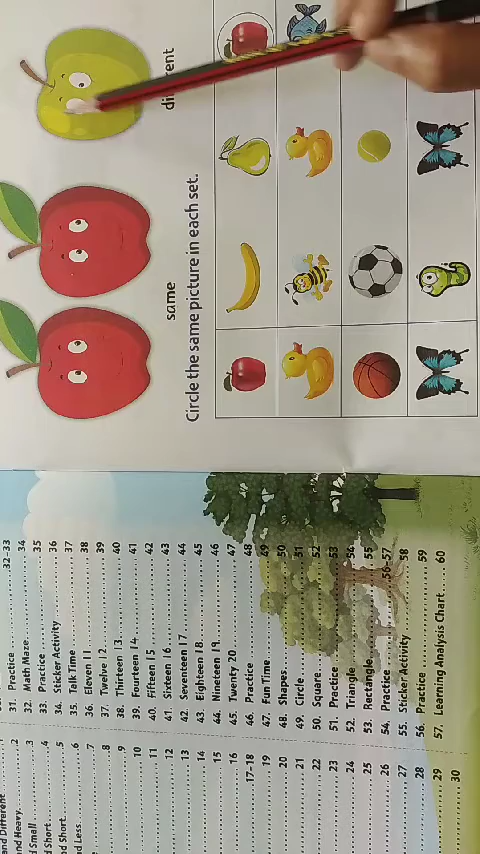 and Different
and Heavy.....2
d Small.....3
d Short.....4
nd Short.....5
nd Less.....6
.....7
.....8
.....9
.....10
.....11
.....12
.....13
.....14
.....15
.....16
.....17-18
.....19
.....20
.....21
.....22
.....23
.....24
.....25
.....26
.....27
.....28
.....29
.....30
31. Practice.....32-33
32. Math Maze.....34
33. Practice.....35
34. Sticker Activity.....36
35. Talk Time.....37
36. Eleven 11.....38
37. Twelve 12.....39
38. Thirteen 13.....40
39. Fourteen 14.....41
40. Fifteen 15.....42
41. Sixteen 16.....43
42. Seventeen 17.....44
43. Eighteen 18.....45
44. Nineteen 19.....46
45. Twenty 20.....47
46. Practice.....48
47. Fun Time.....49
48. Shapes.....50
49. Circle.....51
50. Square.....52
51. Practice.....53
52. Triangle.....54
53. Rectangle.....55
54. Practice.....56-57
55. Sticker Activity.....58
56. Practice.....59
57. Learning Analysis Chart.....60
same different
Circle the same picture in each set.